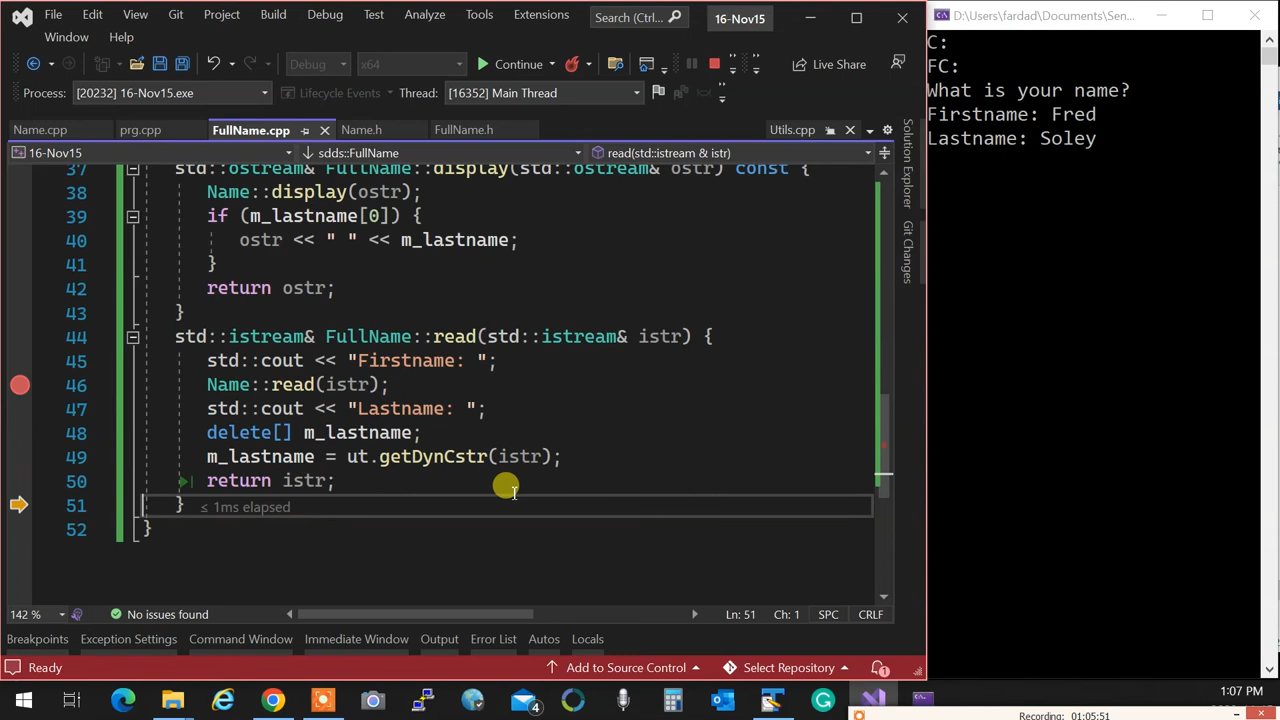 File Edit View Git Project Build Debug Test Analyze Tools Extensions Search (Ctrl... 16-Nov15
Window Help
Debug x64 Continue Live Share
Process: [20232] 16-Nov15.exe Lifecycle Events Thread: [16352] Main Thread
Name.cpp prg.cpp FullName.cpp Name.h FullName.h Utils.cpp
16-Nov15 sdds::FullName read(std::istream & istr)
37 std::ostream& FullName::display(std::ostream& ostr) const {
38 Name::display(ostr);
39 if (m_lastname[0]) {
40 ostr << " " << m_lastname;
41 }
42 return ostr;
43 }
44 std::istream& FullName::read(std::istream& istr) {
45 std::cout << "Firstname: ";
46 Name::read(istr);
47 std::cout << "Lastname: ";
48 delete[] m_lastname;
49 m_lastname = ut.getDynCstr(istr);
50 return istr;
51 } ≤ 1ms elapsed
52 }
142 % No issues found Ln: 51 Ch: 1 SPC CRLF
Breakpoints Exception Settings Command Window Immediate Window Output Error List Autos Locals
Ready Add to Source Control Select Repository 1
Solution Explorer
Git Changes
D:\Users\fardad\Documents\Sen...
C:
FC:
What is your name?
Firstname: Fred
Lastname: Soley
4
1:07 PM
Recording: 01:05:51